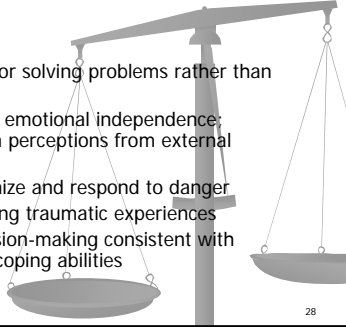 or solving problems rather than
emotional independence;
perceptions from external
ize and respond to danger
ng traumatic experiences
sion-making consistent with
coping abilities
28